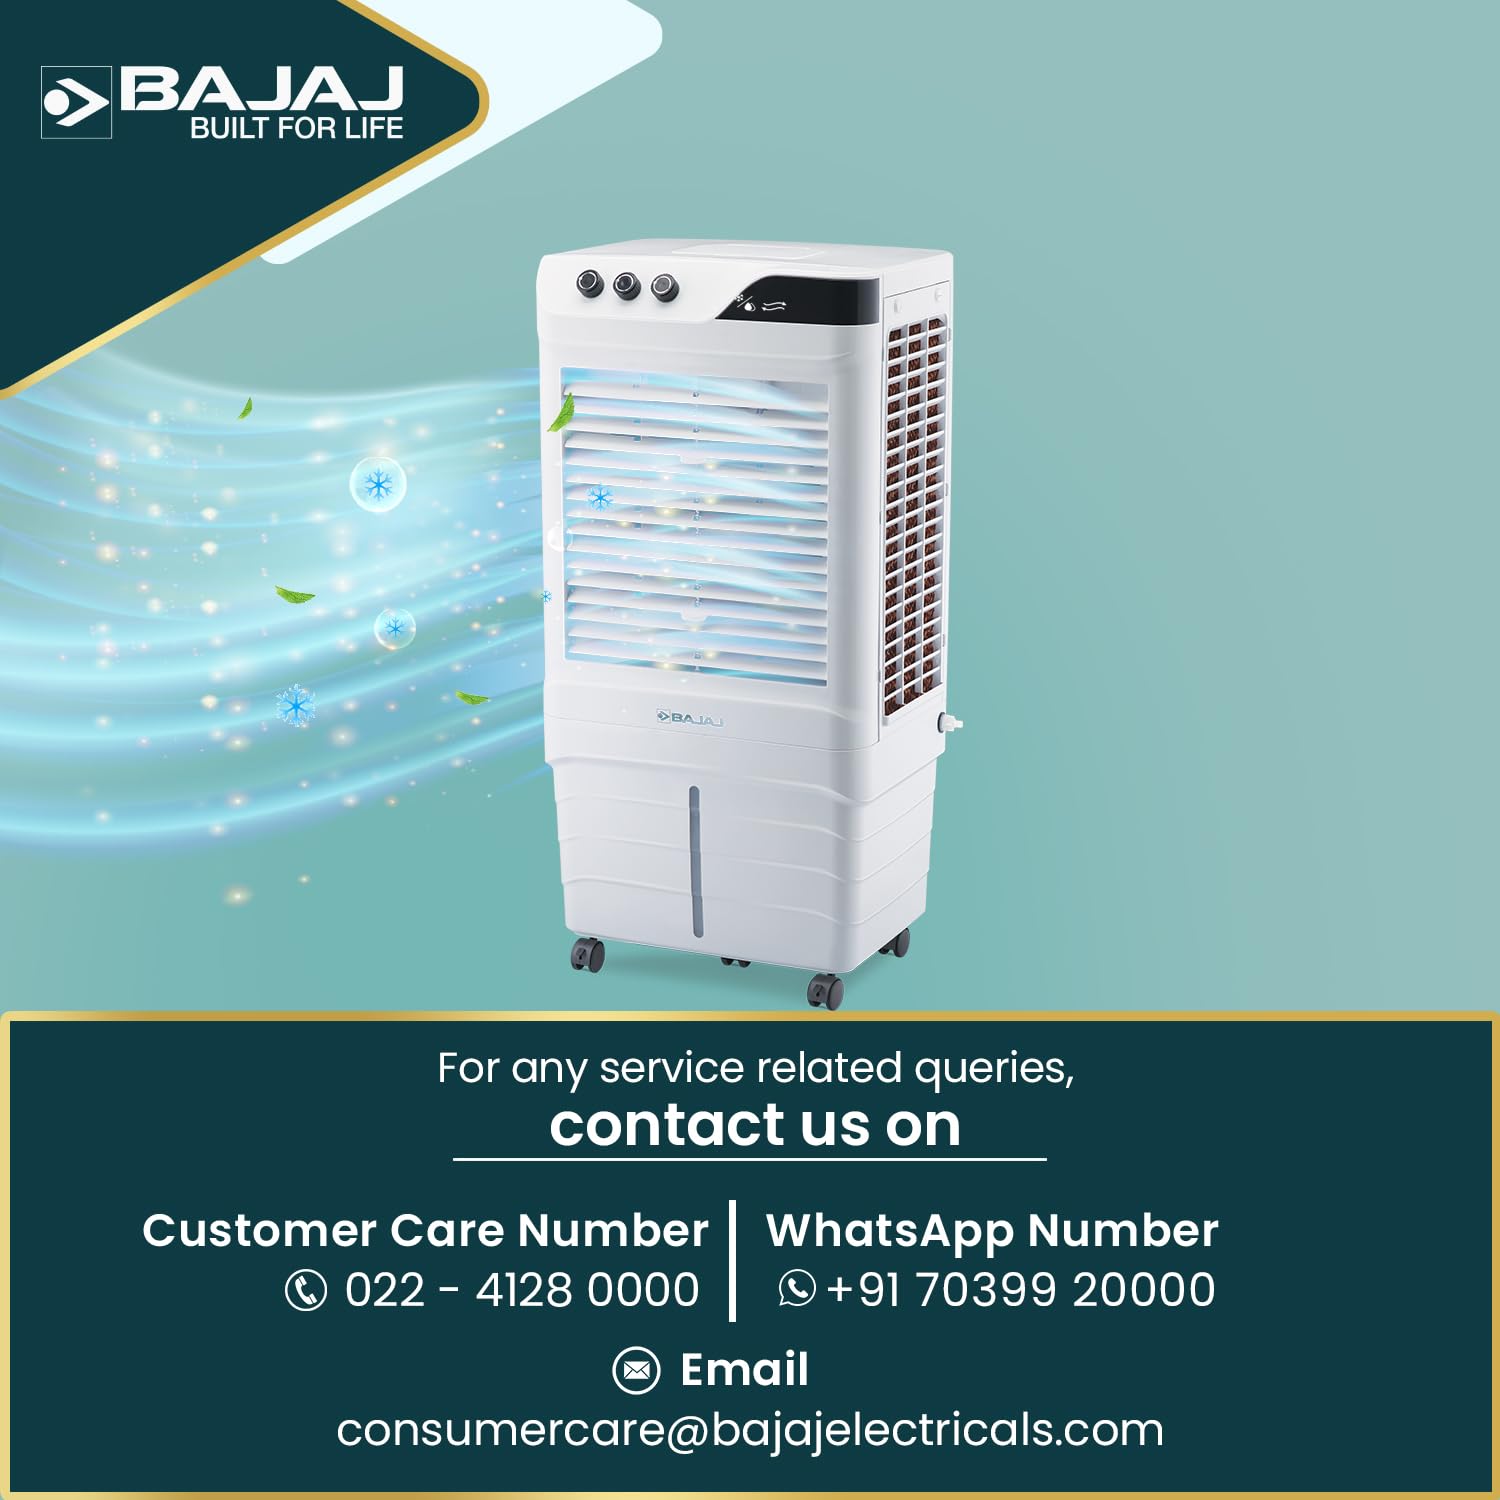 BAJAJ
BUILT FOR LIFE
BAJAJ
For any service related queries,
contact us on
Customer Care Number
022 - 4128 0000
WhatsApp Number
+91 70399 20000
Email
consumercare@bajajelectricals.com